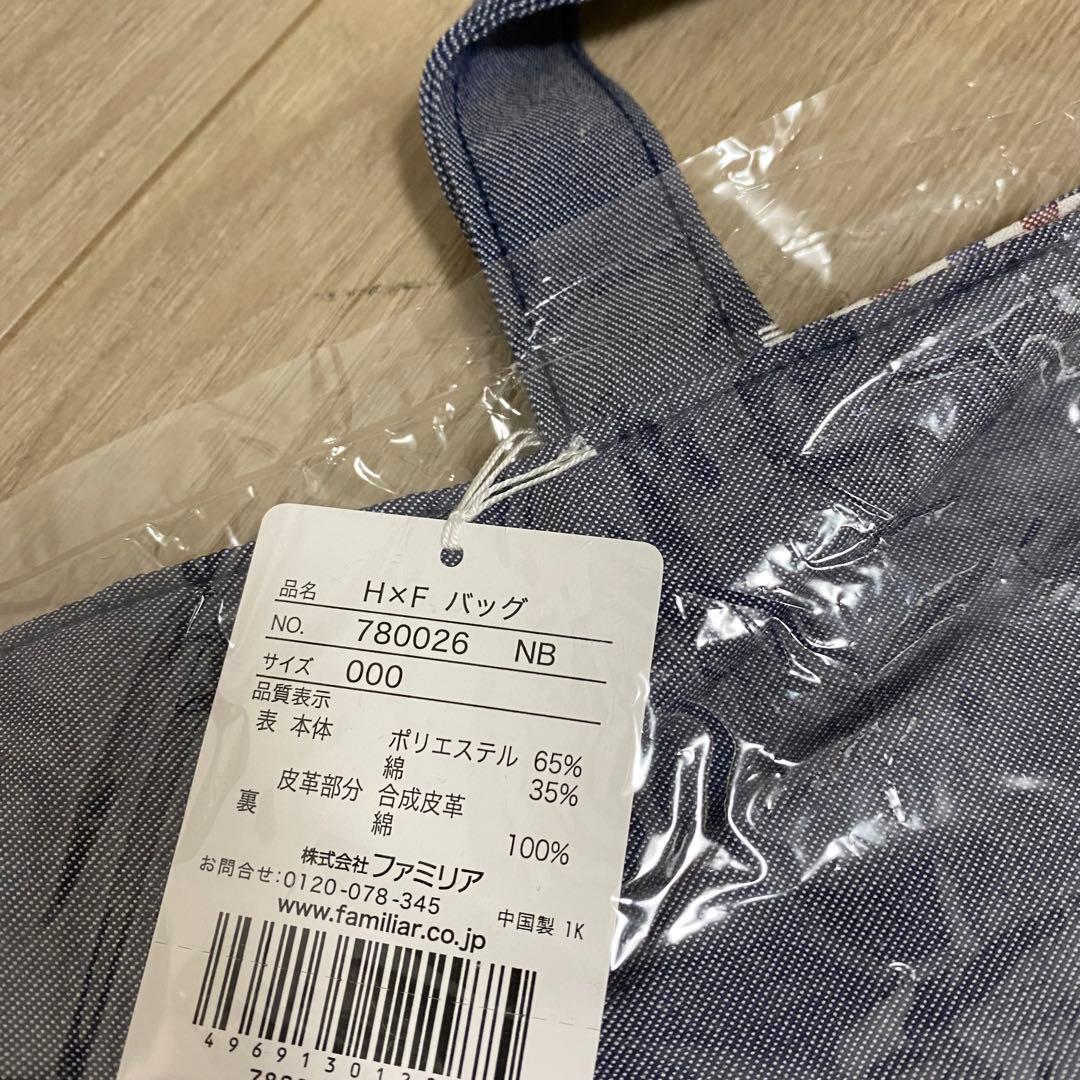 品名 H×F バッグ
NO. 780026 NB
サイズ 000
品質表示
表 本体 ポリエステル 65%
綿 35%
皮革部分 合成皮革
裏 綿 100%
株式会社ファミリア
お問合せ:0120-078-345
www.familiar.co.jp 中国製 1K
49691301